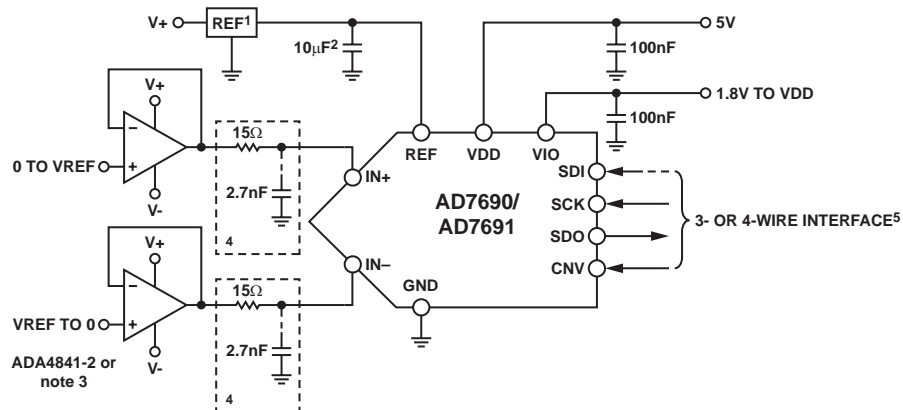 V+
REF1
10μF2
100nF
5V
1.8V TO VDD
100nF
V+
−
+
0 TO VREF
V-
15Ω
2.7nF
4
REF
VDD
VIO
IN+
AD7690/
AD7691
SDI
SCK
SDO
CNV
3- OR 4-WIRE INTERFACE5
IN−
GND
V+
−
+
VREF TO 0
V-
15Ω
2.7nF
4
ADA4841-2 or
note 3